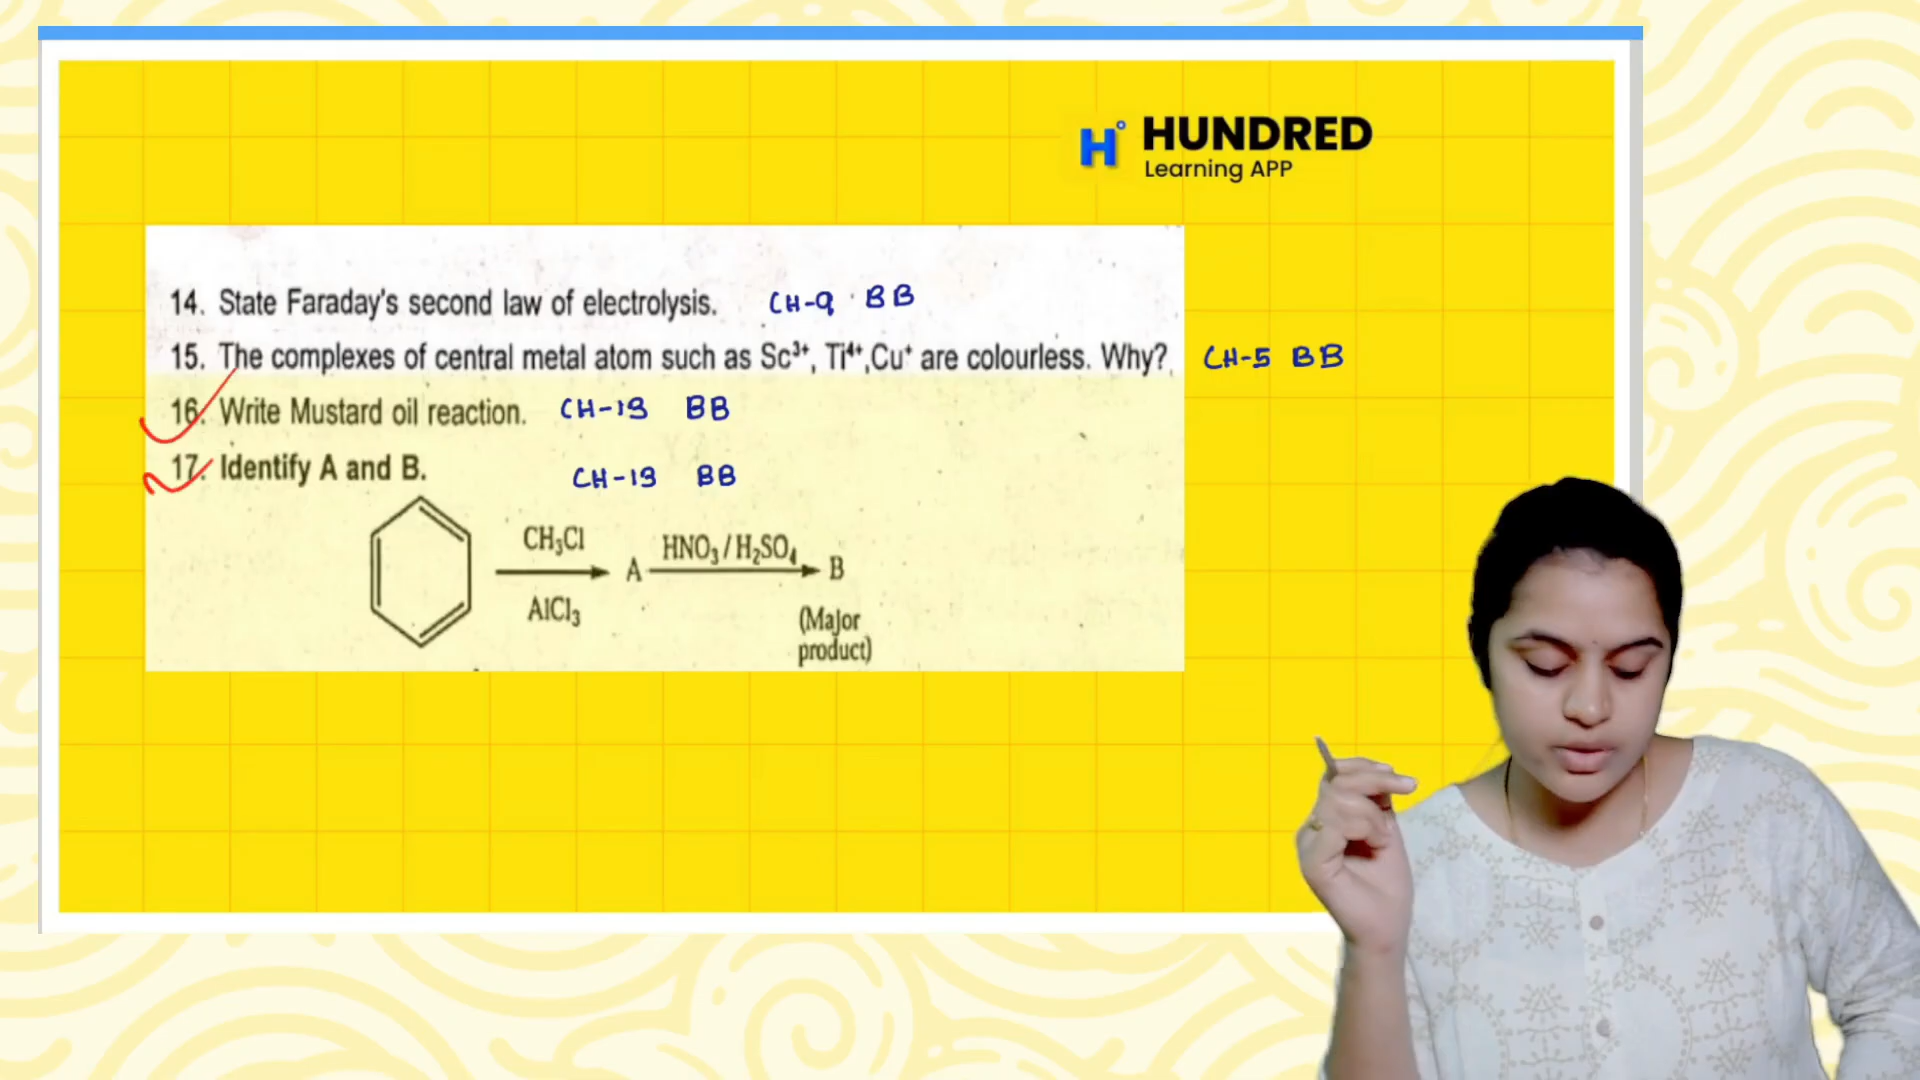 H° HUNDRED
Learning APP
14. State Faraday's second law of electrolysis. CH-9 BB
15. The complexes of central metal atom such as Sc³⁺, Ti⁴⁺,Cu⁺ are colourless. Why? CH-5 BB
16. Write Mustard oil reaction. CH-13 BB
17. Identify A and B. CH-13 BB
CH₃Cl
HNO₃ / H₂SO₄
A B
AlCl₃
(Major
product)